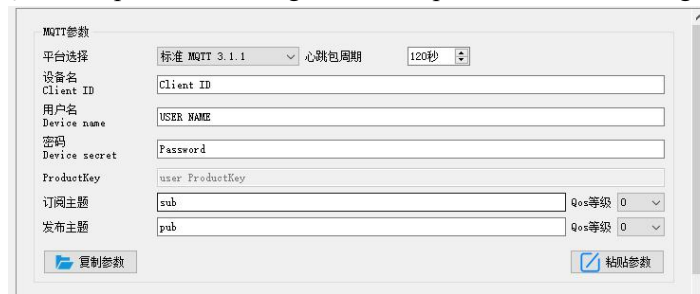 MQTT参数
平台选择 标准 MQTT 3.1.1 心跳包周期 120秒
设备名
Client ID Client ID
用户名
Device name USER NAME
密码
Device secret Password
ProductKey user ProductKey
订阅主题 sub Qos等级 0
发布主题 pub Qos等级 0
复制参数 粘贴参数